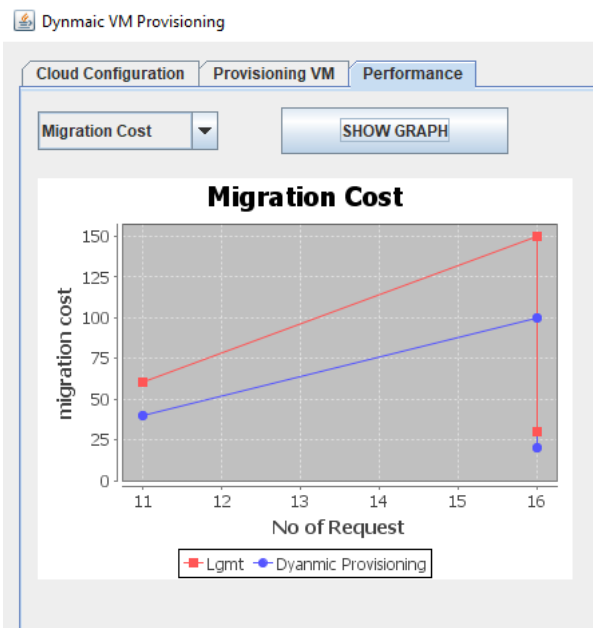 Dynmaic VM Provisioning
Cloud Configuration Provisioning VM Performance
Migration Cost SHOW GRAPH
Migration Cost
150
125
100
75
50
25
0
migration cost
11 12 13 14 15 16
No of Request
Lgmt Dyanmic Provisioning